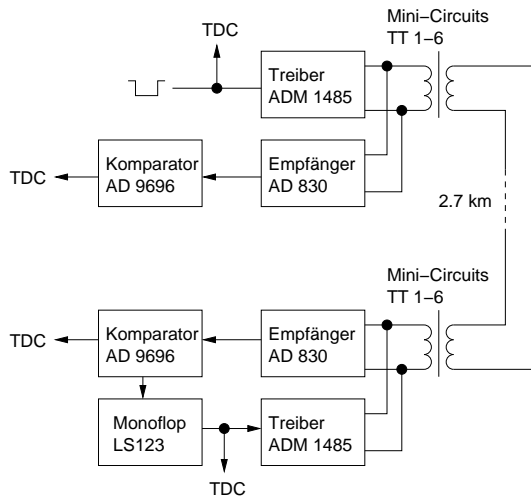 Mini−Circuits
TT 1−6
TDC
Treiber
ADM 1485
Komparator
AD 9696
Empfänger
AD 830
TDC
2.7 km
Mini−Circuits
TT 1−6
TDC
Komparator
AD 9696
Empfänger
AD 830
Monoflop
LS123
Treiber
ADM 1485
TDC